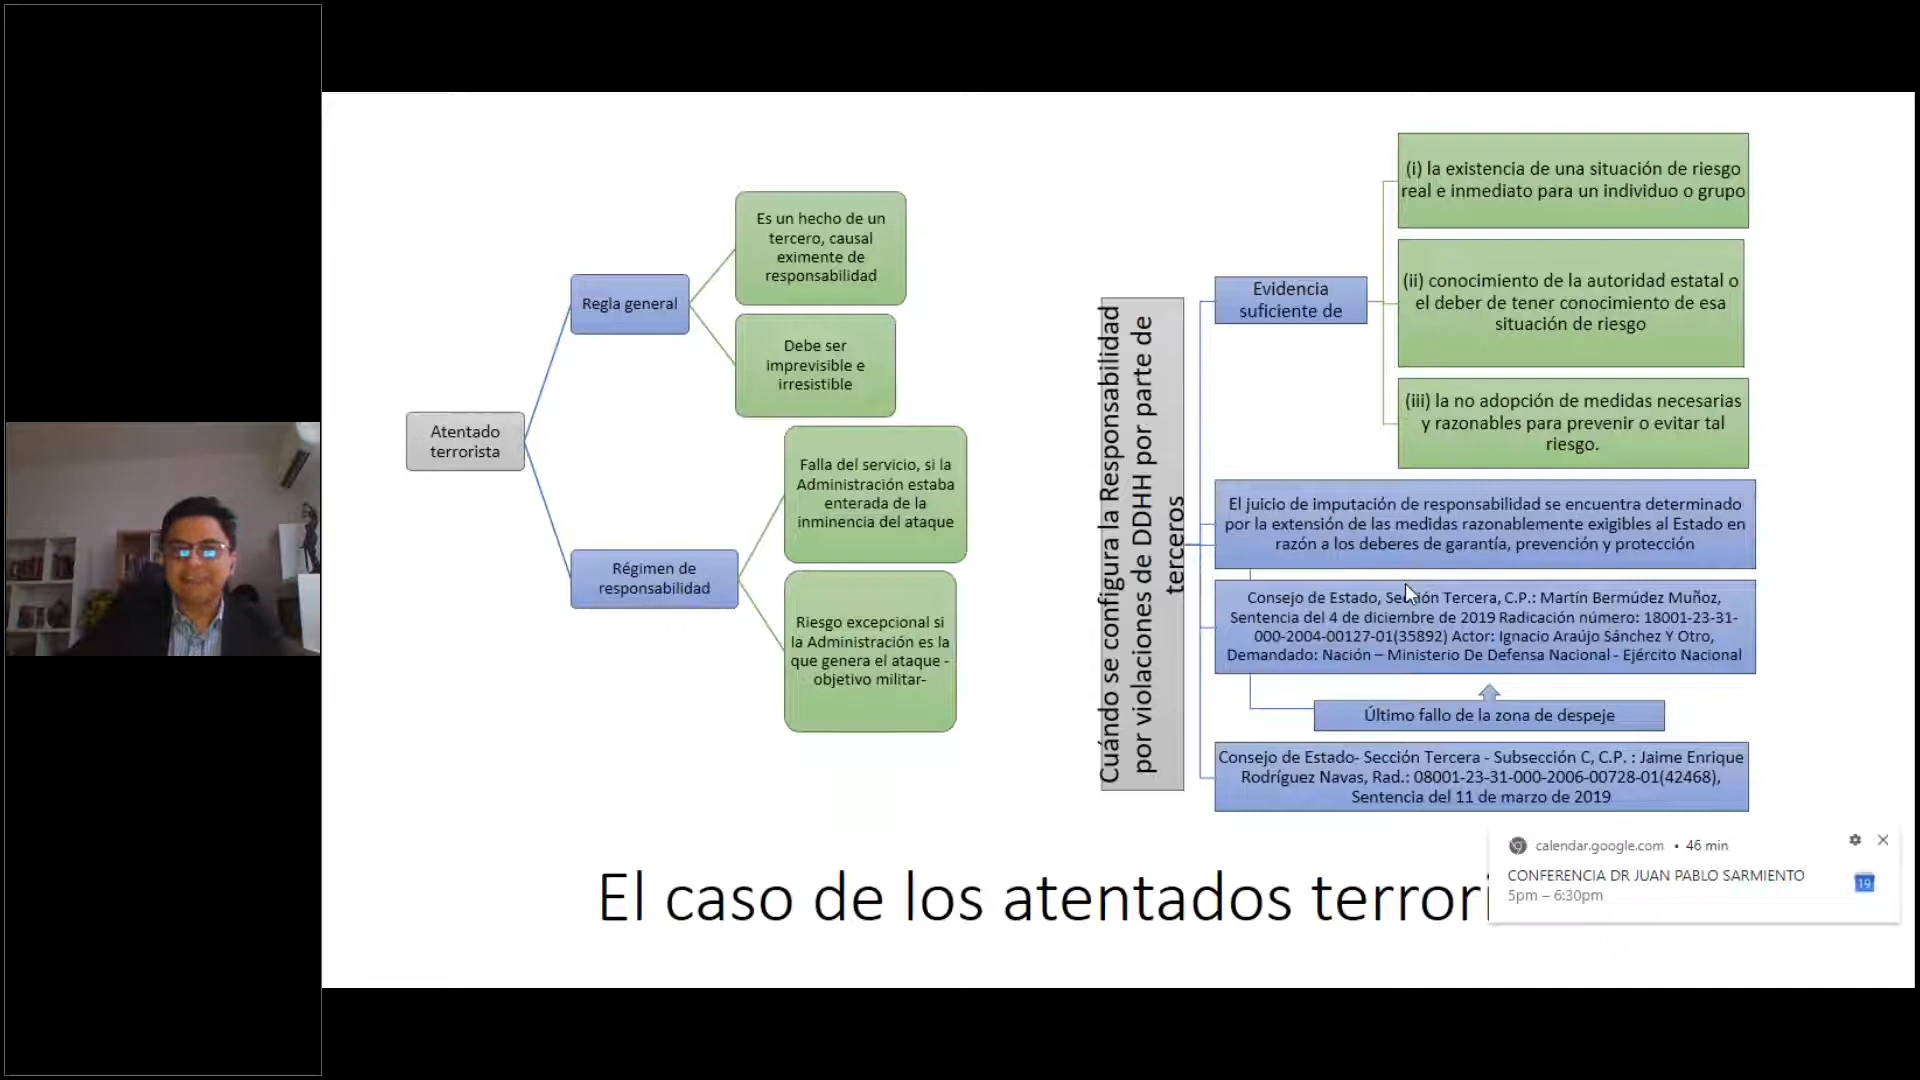 Atentado
terrorista
Regla general
Es un hecho de un
tercero, causal
eximente de
responsabilidad
Debe ser
imprevisible e
irresistible
Régimen de
responsabilidad
Falla del servicio, si la
Administración estaba
enterada de la
inminencia del ataque
Riesgo excepcional si
la Administración es la
que genera el ataque -
objetivo militar-
Cuándo se configura la Responsabilidad
por violaciones de DDHH por parte de
terceros
Evidencia
suficiente de
(i) la existencia de una situación de riesgo
real e inmediato para un individuo o grupo
(ii) conocimiento de la autoridad estatal o
el deber de tener conocimiento de esa
situación de riesgo
(iii) la no adopción de medidas necesarias
y razonables para prevenir o evitar tal
riesgo.
El juicio de imputación de responsabilidad se encuentra determinado
por la extensión de las medidas razonablemente exigibles al Estado en
razón a los deberes de garantía, prevención y protección
Consejo de Estado, Sección Tercera, C.P.: Martín Bermúdez Muñoz,
Sentencia del 4 de diciembre de 2019 Radicación número: 18001-23-31-
000-2004-00127-01(35892) Actor: Ignacio Araújo Sánchez Y Otro,
Demandado: Nación – Ministerio De Defensa Nacional - Ejército Nacional
Último fallo de la zona de despeje
Consejo de Estado- Sección Tercera - Subsección C, C.P. : Jaime Enrique
Rodríguez Navas, Rad.: 08001-23-31-000-2006-00728-01(42468),
Sentencia del 11 de marzo de 2019
El caso de los atentados terrori
calendar.google.com • 46 min
CONFERENCIA DR JUAN PABLO SARMIENTO
5pm – 6:30pm
19